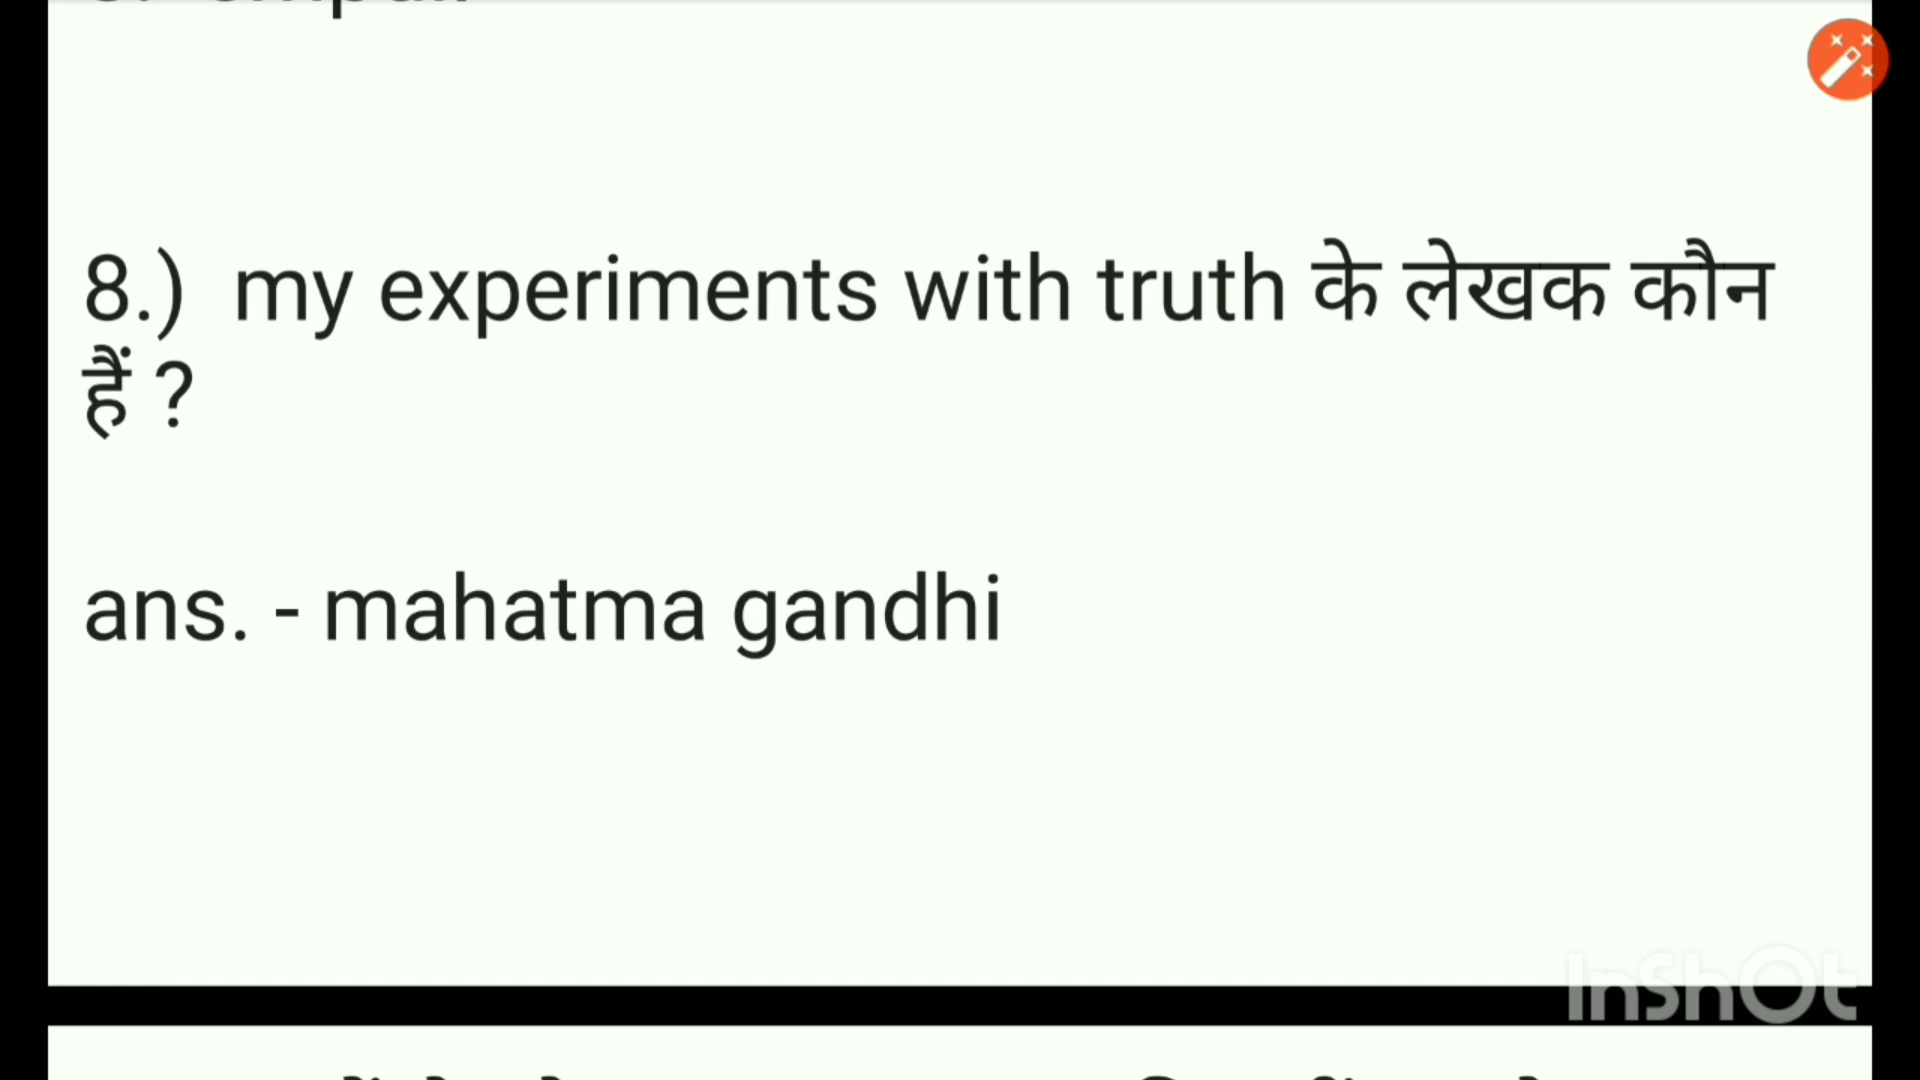 8.) my experiments with truth के लेखक कौन
हैं ?
ans. - mahatma gandhi
InShOt